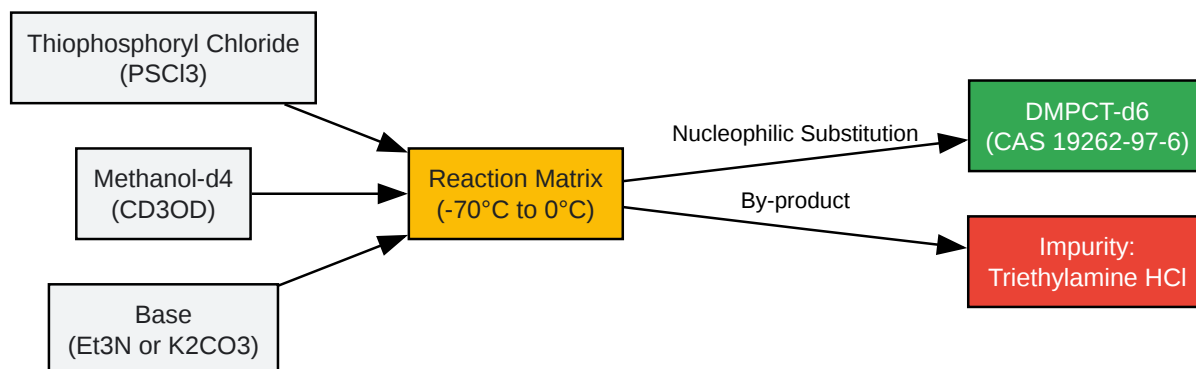 Thiophosphoryl Chloride
(PSCl3)
Methanol-d4
(CD3OD)
Base
(Et3N or K2CO3)
Reaction Matrix
(-70°C to 0°C)
Nucleophilic Substitution
By-product
DMPCT-d6
(CAS 19262-97-6)
Impurity:
Triethylamine HCl